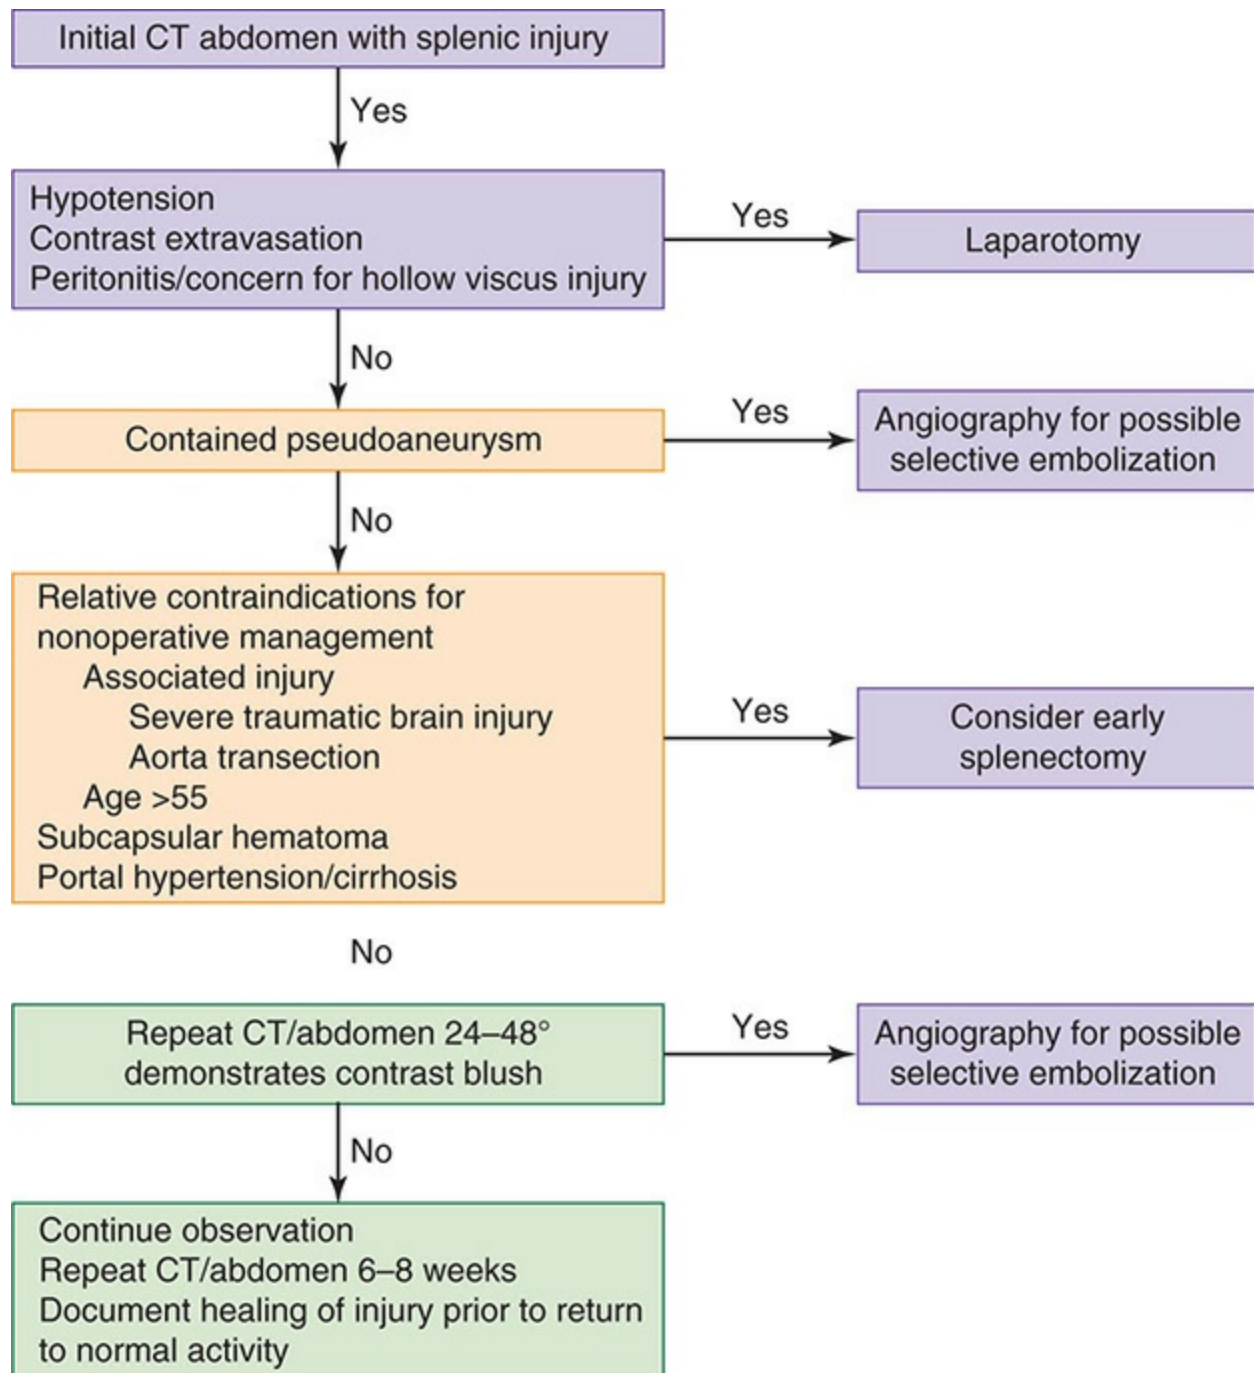 Initial CT abdomen with splenic injury
Yes
Hypotension
Contrast extravasation
Peritonitis/concern for hollow viscus injury
Yes
Laparotomy
No
Contained pseudoaneurysm
Yes
Angiography for possible
selective embolization
No
Relative contraindications for
nonoperative management
Associated injury
Severe traumatic brain injury
Aorta transection
Age >55
Subcapsular hematoma
Portal hypertension/cirrhosis
Yes
Consider early
splenectomy
No
Repeat CT/abdomen 24–48°
demonstrates contrast blush
Yes
Angiography for possible
selective embolization
No
Continue observation
Repeat CT/abdomen 6–8 weeks
Document healing of injury prior to return
to normal activity